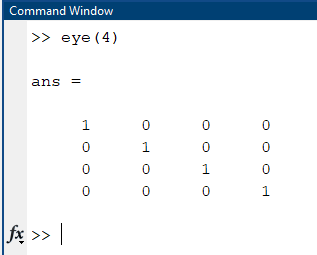 Command Window
>> eye(4)
ans =
1 0 0 0
0 1 0 0
0 0 1 0
0 0 0 1
fx >>